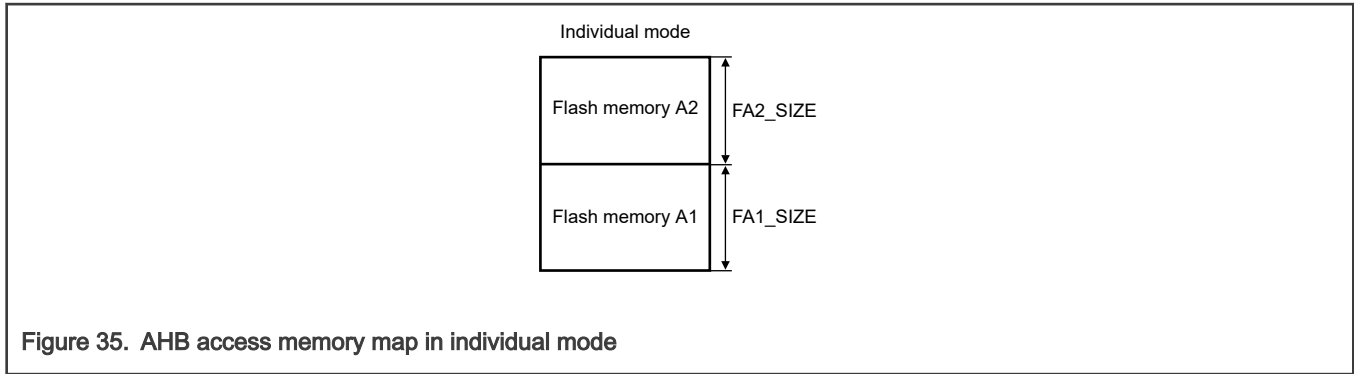 Individual mode
Flash memory A2
FA2_SIZE
Flash memory A1
FA1_SIZE
Figure 35. AHB access memory map in individual mode